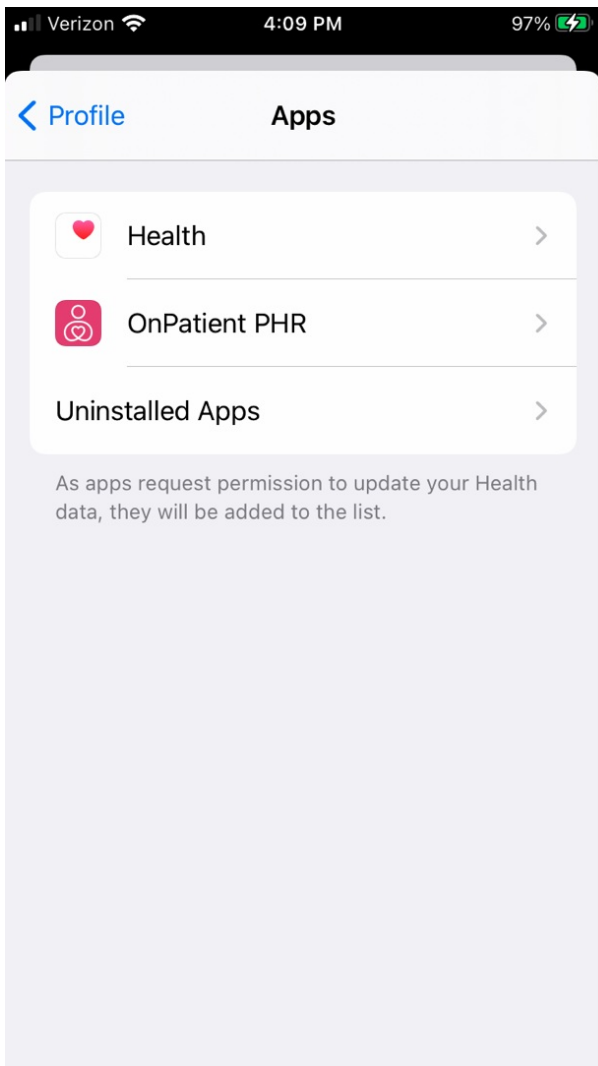 Verizon 4:09 PM 97%
Profile Apps
Health
OnPatient PHR
Uninstalled Apps
As apps request permission to update your Health
data, they will be added to the list.